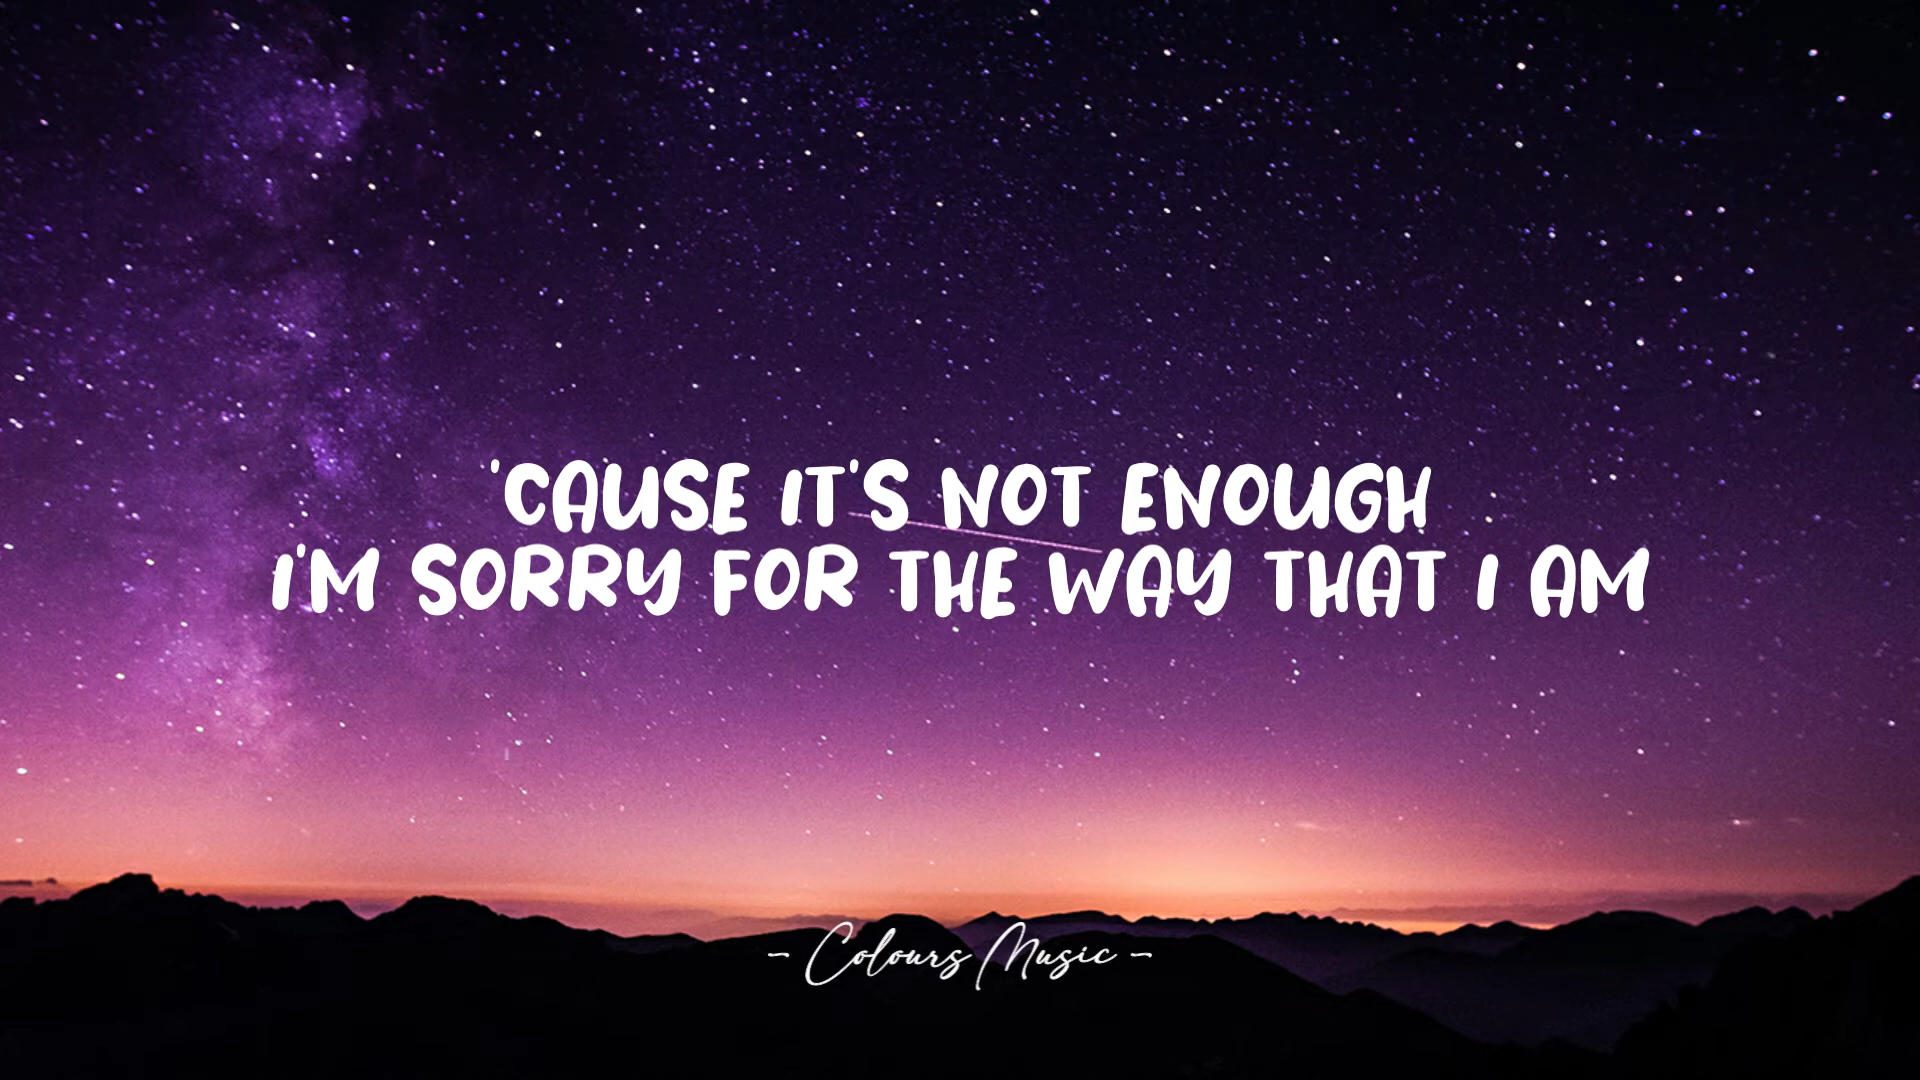 'CAUSE IT'S NOT ENOUGH
I'M SORRY FOR THE WAY THAT I AM
- Colours Music -